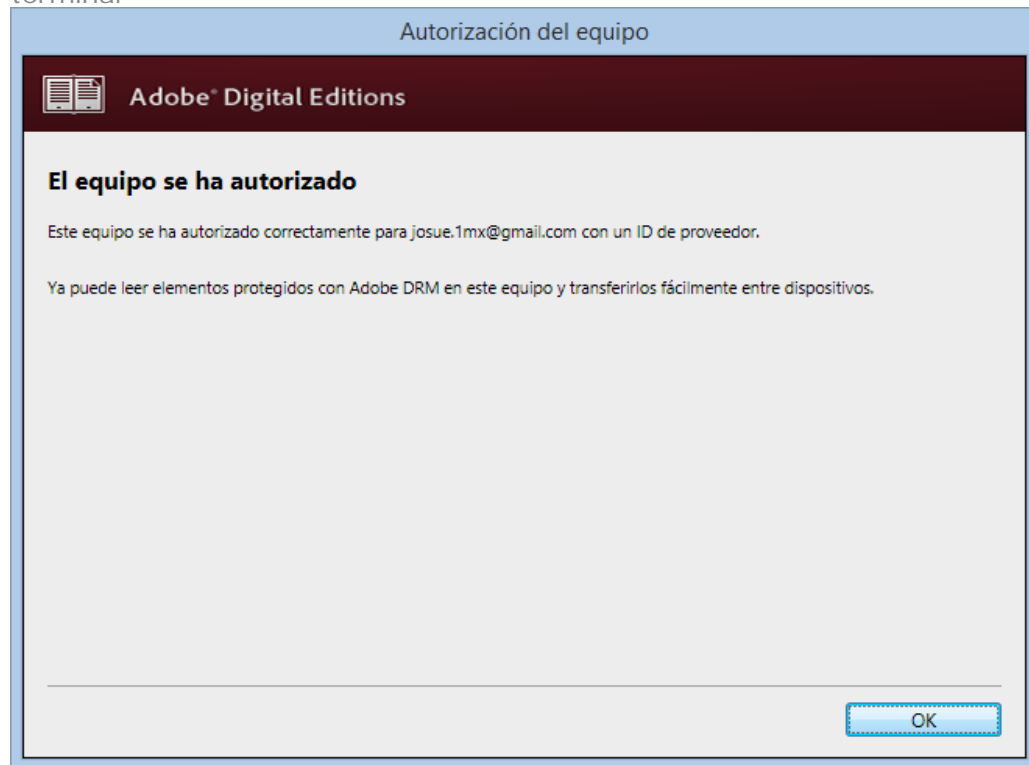 terminal
Autorización del equipo
Adobe® Digital Editions
El equipo se ha autorizado
Este equipo se ha autorizado correctamente para josue.1mx@gmail.com con un ID de proveedor.
Ya puede leer elementos protegidos con Adobe DRM en este equipo y transferirlos fácilmente entre dispositivos.
OK